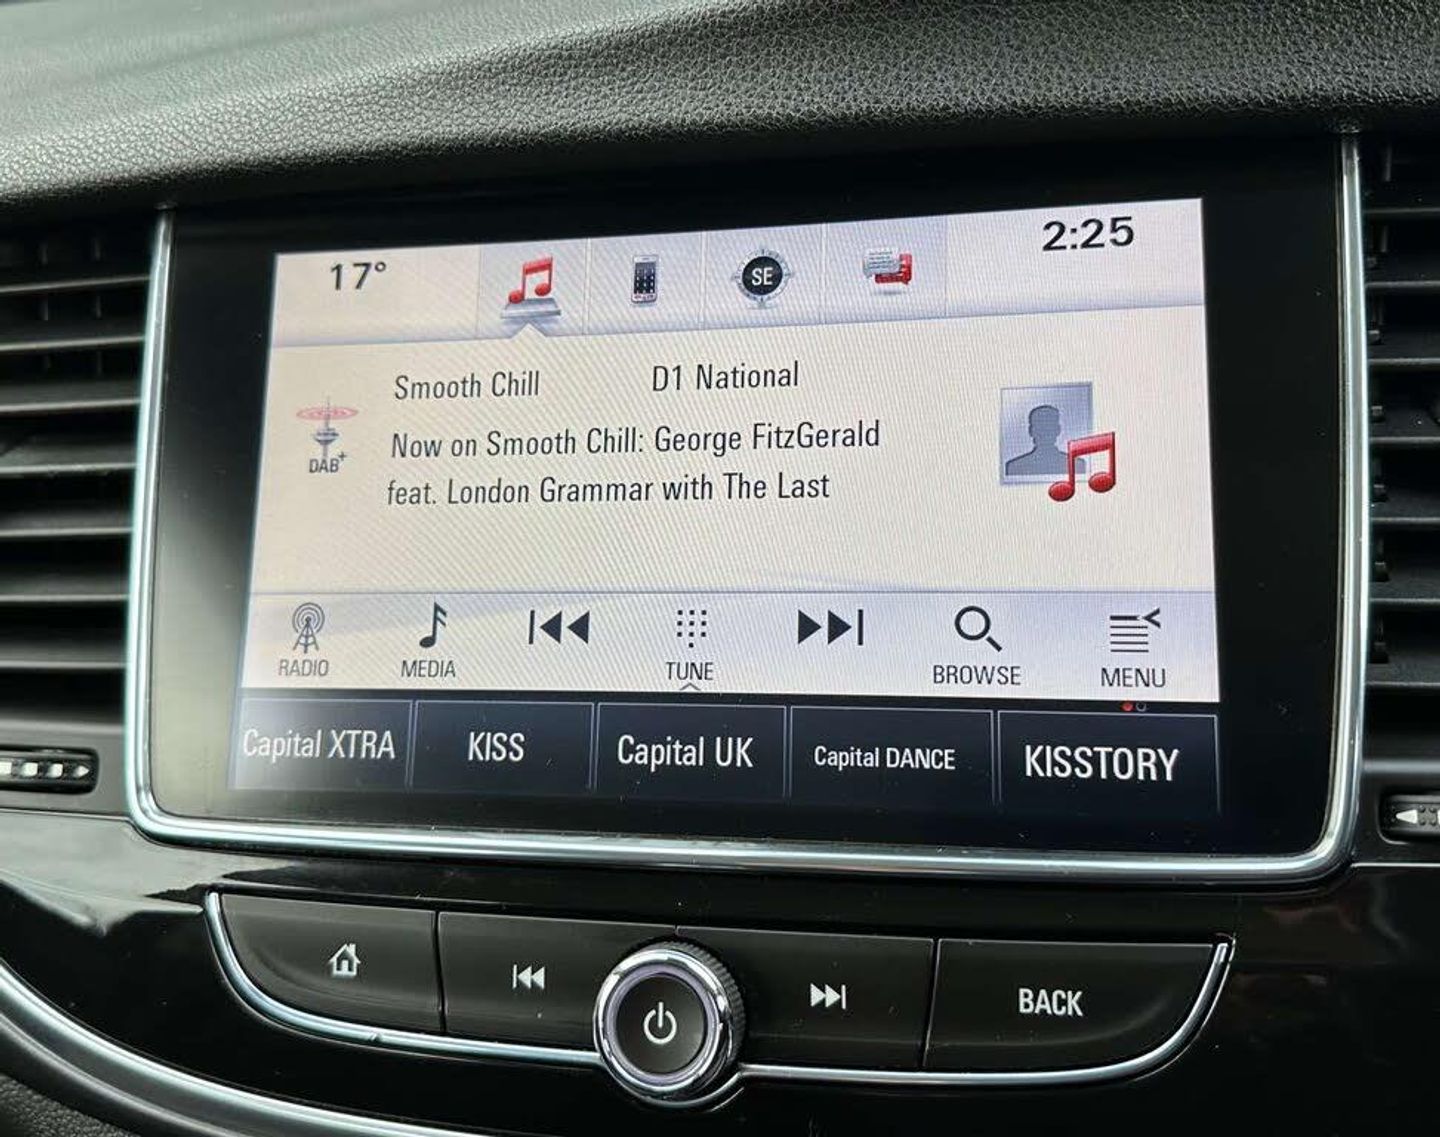 17° SE 2:25
Smooth Chill D1 National
DAB+
Now on Smooth Chill: George FitzGerald
feat. London Grammar with The Last
RADIO MEDIA TUNE BROWSE MENU
Capital XTRA KISS Capital UK Capital DANCE KISSTORY
BACK